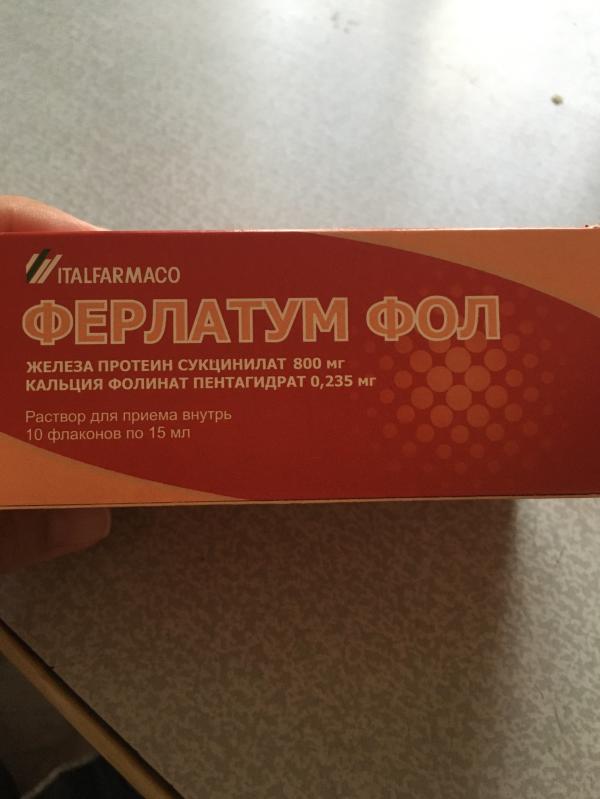 ITALFARMACO
ФЕРЛАТУМ ФОЛ
ЖЕЛЕЗА ПРОТЕИН СУКЦИНИЛАТ 800 мг
КАЛЬЦИЯ ФОЛИНАТ ПЕНТАГИДРАТ 0,235 мг
Раствор для приема внутрь
10 флаконов по 15 мл